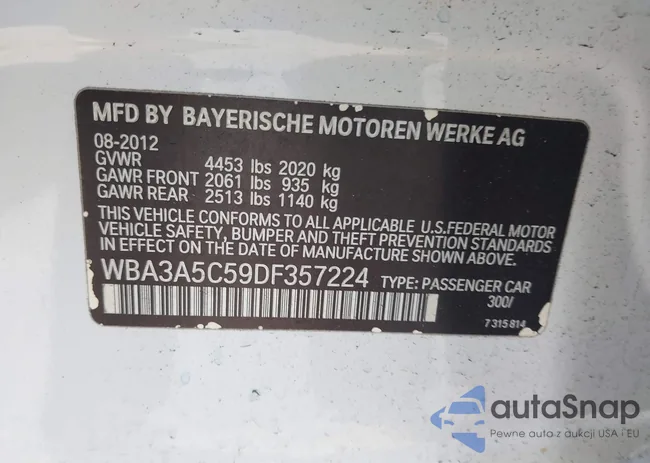 MFD BY BAYERISCHE MOTOREN WERKE AG
08-2012
GVWR 4453 lbs 2020 kg
GAWR FRONT 2061 lbs 935 kg
GAWR REAR 2513 lbs 1140 kg
THIS VEHICLE CONFORMS TO ALL APPLICABLE U.S.FEDERAL MOTOR
VEHICLE SAFETY, BUMPER AND THEFT PREVENTION STANDARDS
IN EFFECT ON THE DATE OF MANUFACTURE SHOWN ABOVE.
WBA3A5C59DF357224 TYPE: PASSENGER CAR
300/
7315814
autoSnap
Pewne auta z aukcji USA i EU